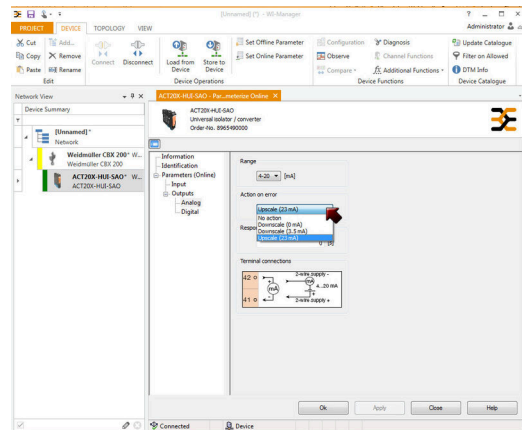 [Unnamed] (*) - WI-Manager
PROJECT DEVICE TOPOLOGY VIEW
Administrator
Cut
Copy
Paste
Add...
Remove
Rename
Edit
Connect
Disconnect
Load from Device
Store to Device
Device Operations
Set Offline Parameter
Set Online Parameter
Configuration
Observe
Compare
Diagnosis
Channel Functions
Additional Functions
Device Functions
Update Catalogue
Filter on Allowed
DTM Info
Device Catalogue
Network View
Device Summary
[Unnamed]*
Network
Weidmüller CBX 200* W...
Weidmüller CBX 200
ACT20X-HUI-SAO* W...
ACT20X-HUI-SAO
ACT20X-HUI-SAO - Par...meterize Online
ACT20X-HUI-SAO
Universal isolator / converter
Order-No. 8965490000
Information
Identification
Parameters (Online)
Input
Outputs
Analog
Digital
Range
4-20 [mA]
Action on error
Upscale (23 mA)
No action
Downscale (0 mA)
Downscale (3.5 mA)
Upscale (23 mA)
Respo
0 [s]
Terminal connections
2-wire supply -
42
mA
mA
4...20 mA
41
2-wire supply +
Ok Apply Close Help
Connected Device